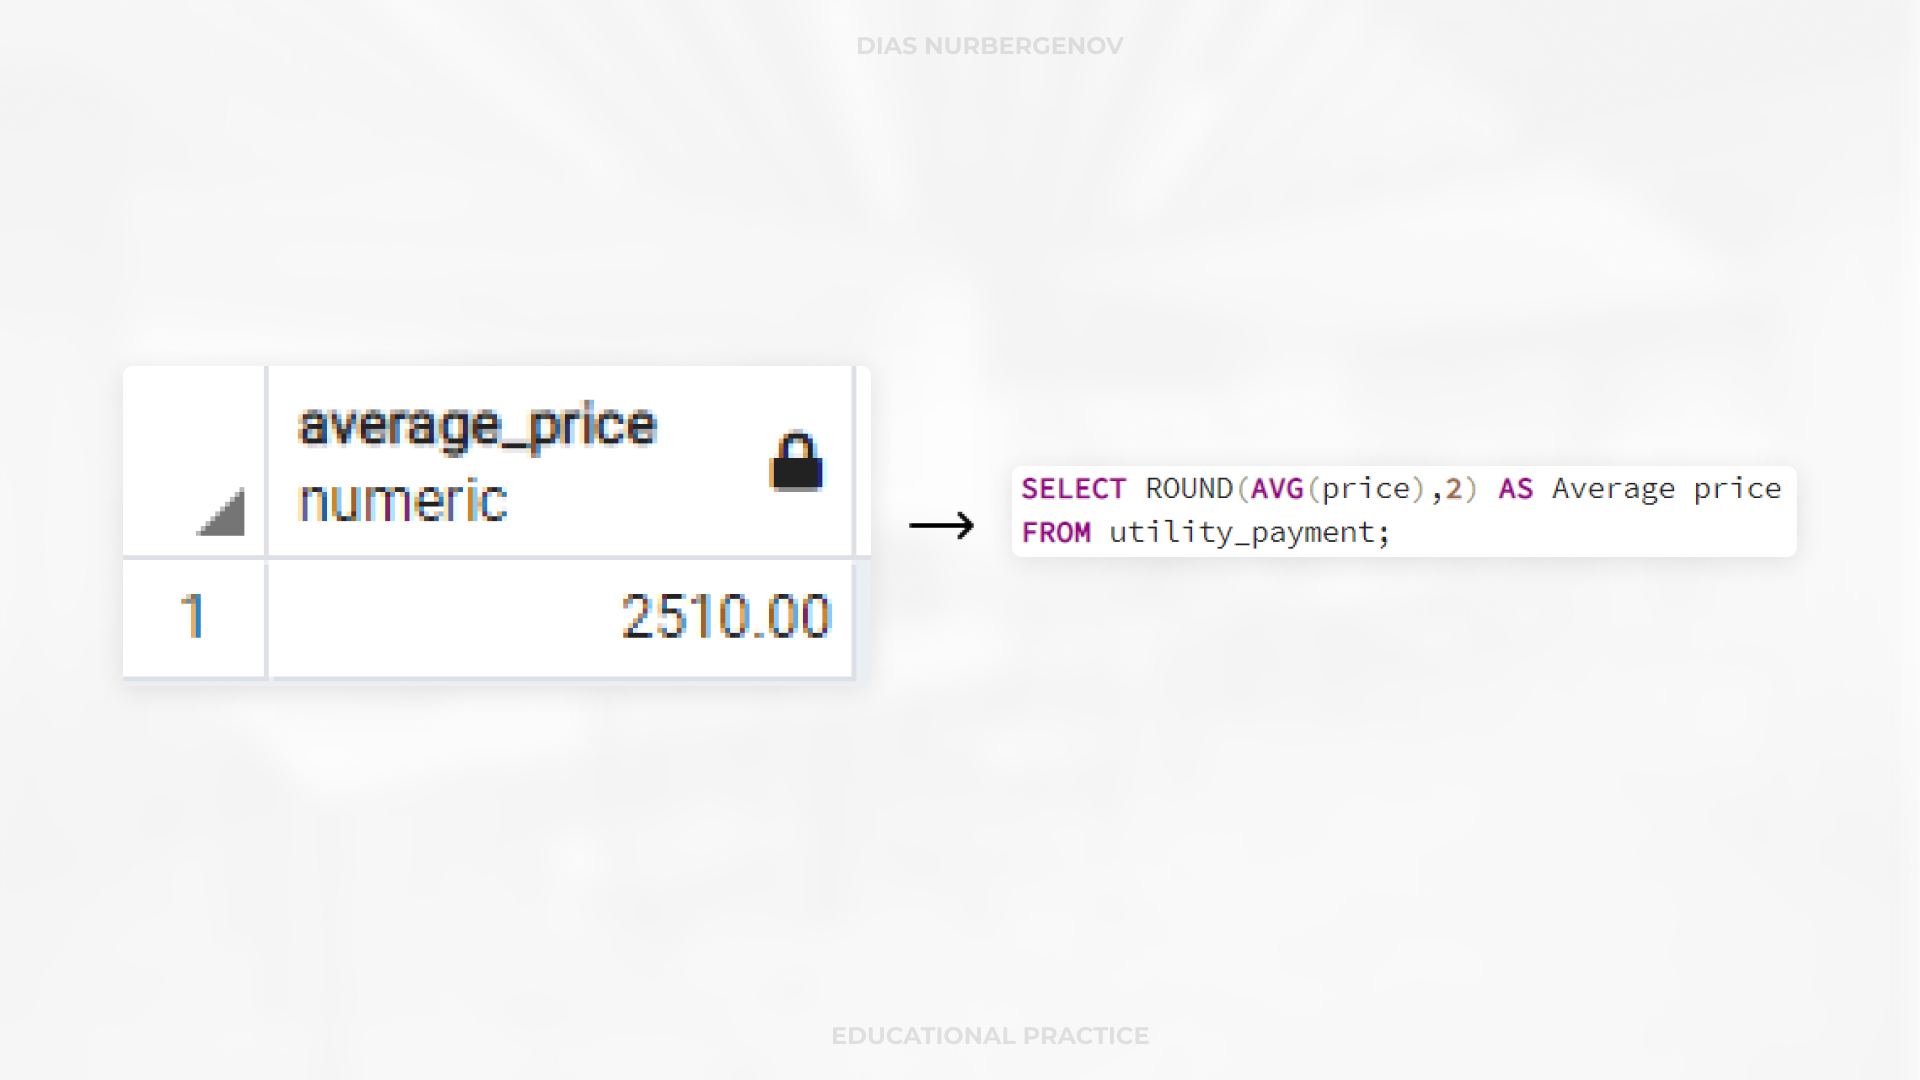 DIAS NURBERGENOV
average_price
numeric
1
2510.00
SELECT ROUND(AVG(price),2) AS Average price
FROM utility_payment;
EDUCATIONAL PRACTICE